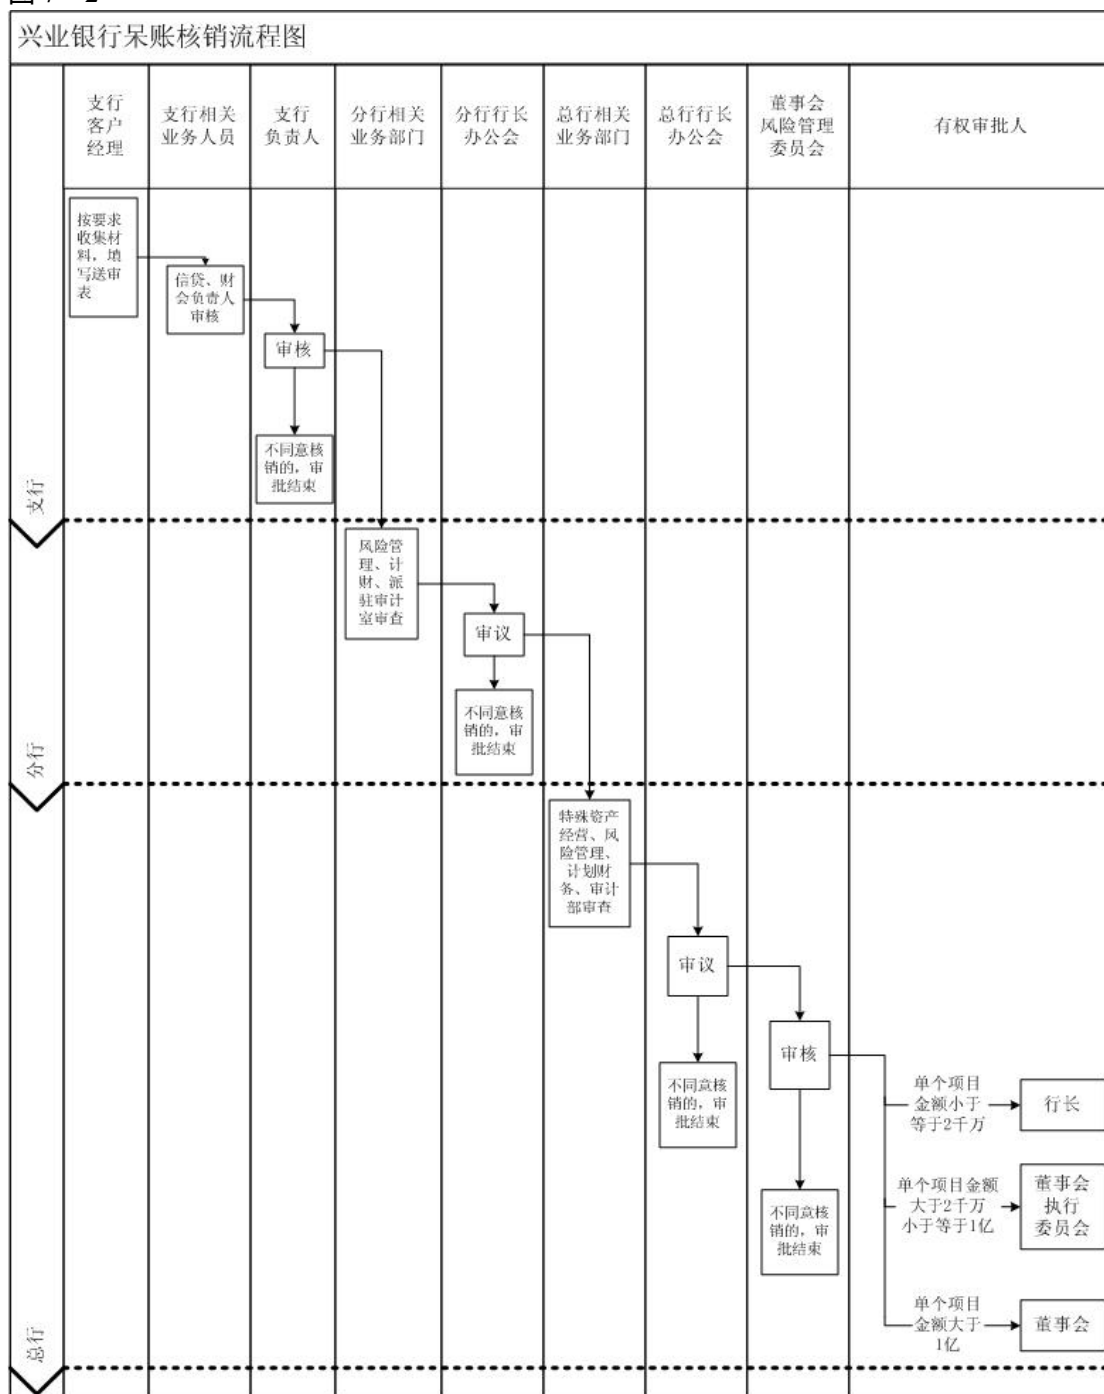 图7－2
兴业银行呆账核销流程图
支行
客户
经理
支行相关
业务人员
支行
负责人
分行相关
业务部门
分行行长
办公会
总行相关
业务部门
总行行长
办公会
董事会
风险管理
委员会
有权审批人
按要求
收集材
料，填
写送审
表
信贷、财
会负责人
审核
审核
不同意核
销的，审
批结束
支行
风险管
理、计
财、派
驻审计
室审查
审议
不同意核
销的，审
批结束
分行
特殊资产
经营、风
险管理、
计划财
务、审计
部审查
审议
不同意核
销的，审
批结束
审核
不同意核
销的，审
批结束
单个项目
金额小于
等于2千万
行长
单个项目金额
大于2千万
小于等于1亿
董事会
执行
委员会
单个项目
金额大于
1亿
董事会
总行